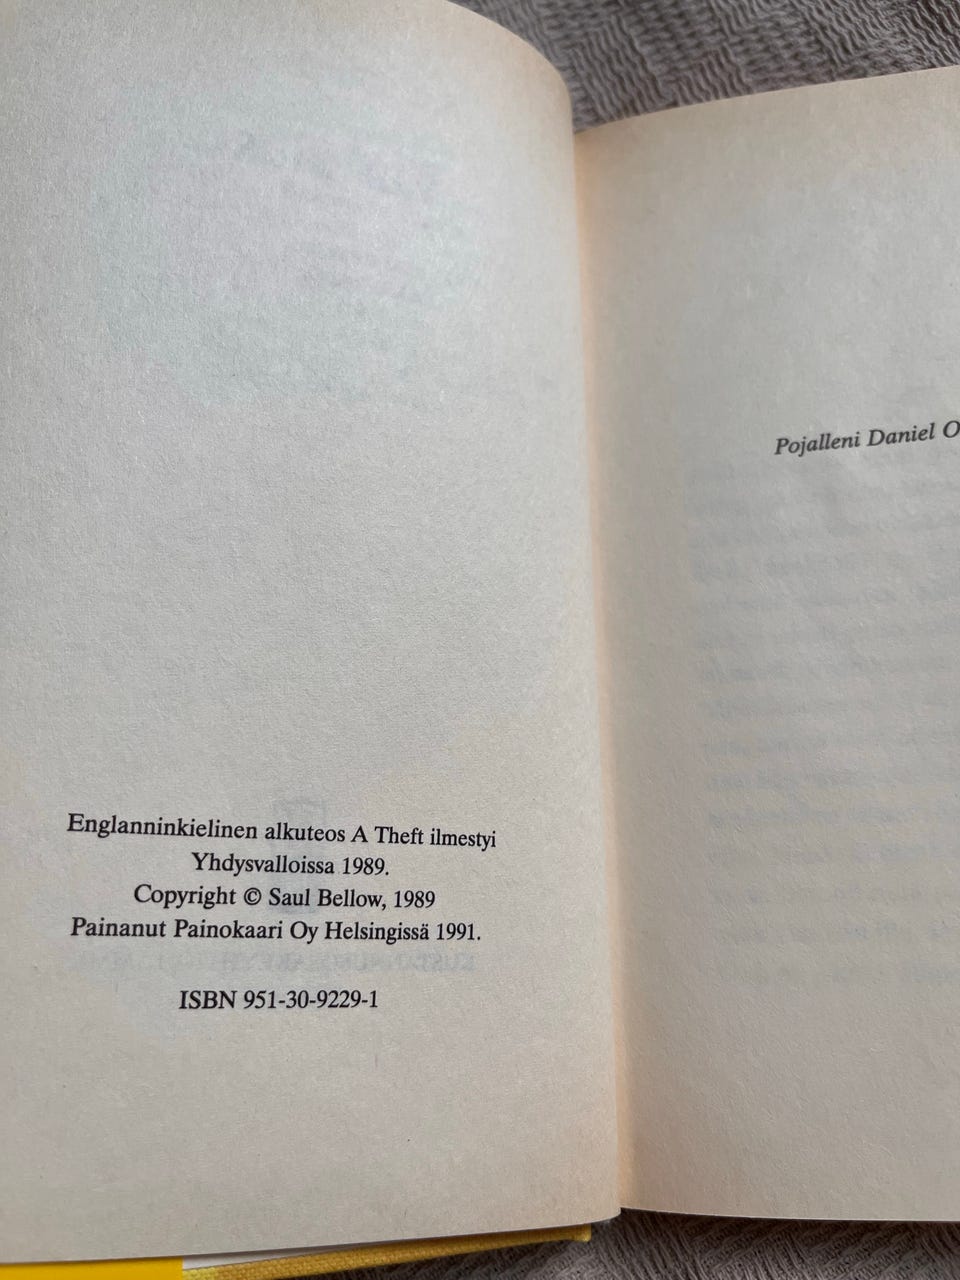 Englanninkielinen alkuteos A Theft ilmestyi
Yhdysvalloissa 1989.
Copyright © Saul Bellow, 1989
Painanut Painokaari Oy Helsingissä 1991.
ISBN 951-30-9229-1
Pojalleni Daniel O